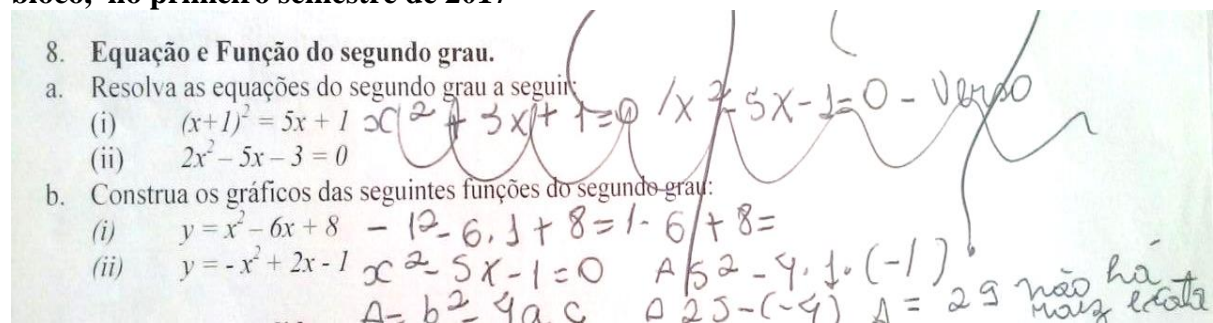 bloco, no primeiro semestre de 2017
8. Equação e Função do segundo grau.
a. Resolva as equações do segundo grau a seguir:
(i) (x+1)² = 5x + 1 x² + 3x + 1 = 0 / x² - 5x - 1 = 0 - Verso
(ii) 2x² – 5x – 3 = 0
b. Construa os gráficos das seguintes funções do segundo grau:
(i) y = x² – 6x + 8 - 1² - 6.1 + 8 = 1 - 6 + 8 =
(ii) y = - x² + 2x - 1 x² - 5x - 1 = 0 Δ 5² - 4.1.(-1)
Δ = b² - 4a.c Δ 25 - (-4) Δ = 29 não há
mais exata